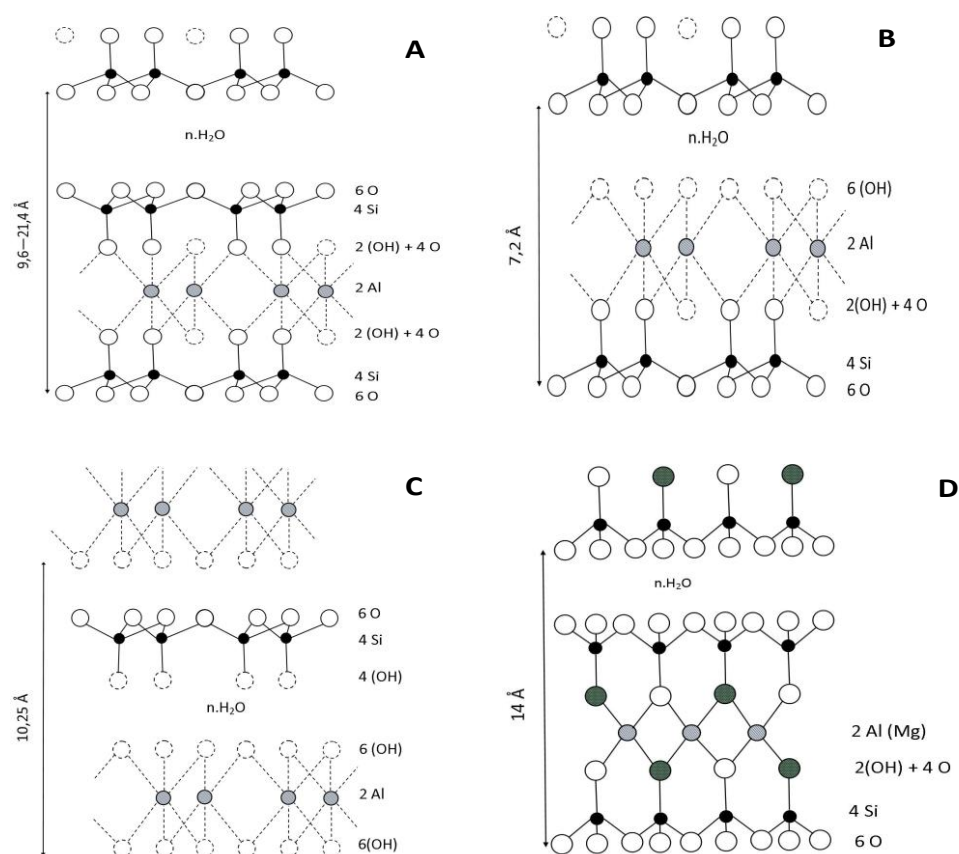 A
n.H₂O
6 O
4 Si
2 (OH) + 4 O
2 Al
2 (OH) + 4 O
4 Si
6 O
9,6–21,4 Å
B
n.H₂O
6 (OH)
2 Al
2(OH) + 4 O
4 Si
6 O
7,2 Å
C
6 O
4 Si
4 (OH)
n.H₂O
6 (OH)
2 Al
6(OH)
10,25 Å
D
n.H₂O
2 Al (Mg)
2(OH) + 4 O
4 Si
6 O
14 Å